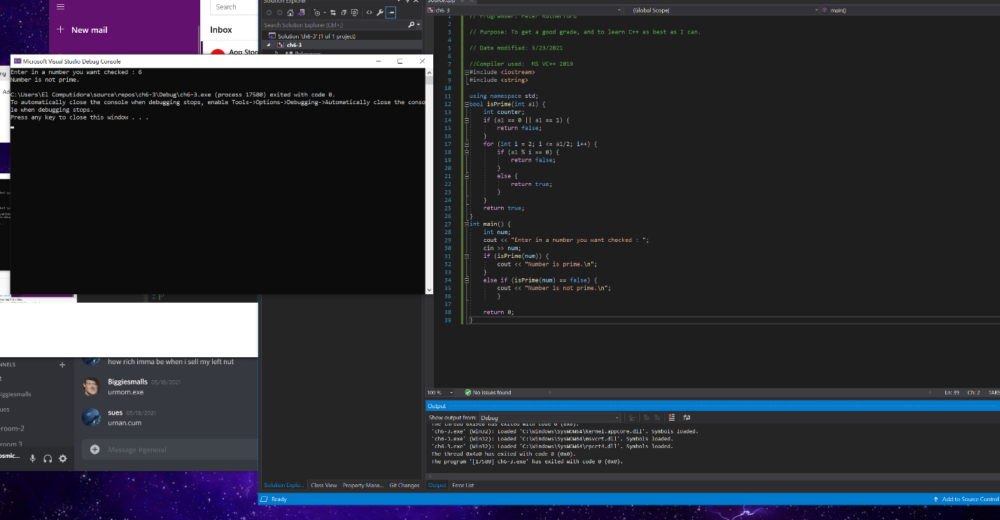 Search
New mail
Inbox
App Stor
Solution Explorer
Search Solution Explorer (Ctrl+;)
Solution 'ch6-3' (1 of 1 project)
ch6-3
References
Microsoft Visual Studio Debug Console
Enter in a number you want checked : 6
Number is not prime.
C:\Users\El Computidora\source\repos\ch6-3\Debug\ch6-3.exe (process 17580) exited with code 0.
To automatically close the console when debugging stops, enable Tools->Options->Debugging->Automatically close the conso
le when debugging stops.
Press any key to close this window . . .
Source.cpp
ch6-3
(Global Scope)
main()
1 // Programmer: Peter Rutherford
2
3 // Purpose: To get a good grade, and to learn C++ as best as I can.
4
5 // Date modified: 5/23/2021
6
7 //Compiler used:  MS VC++ 2019
8 #include <iostream>
9 #include <string>
10
11 using namespace std;
12 bool isPrime(int a1) {
13 int counter;
14 if (a1 == 0 || a1 == 1) {
15 return false;
16 }
17 for (int i = 2; i <= a1/2; i++) {
18 if (a1 % i == 0) {
19 return false;
20 }
21 else {
22 return true;
23 }
24 }
25 return true;
26 }
27 int main() {
28 int num;
29 cout << "Enter in a number you want checked : ";
30 cin >> num;
31 if (isPrime(num)) {
32 cout << "Number is prime.\n";
33 }
34 else if (isPrime(num) == false) {
35 cout << "Number is not prime.\n";
36 }
37
38 return 0;
39 }
100 %
No issues found
Ln: 39
Ch: 2
TABS
Output
Show output from:
Debug
The thread 0x19e8 has exited with code 0 (0x0).
'ch6-3.exe' (Win32): Loaded 'C:\Windows\SysWOW64\kernel.appcore.dll'. Symbols loaded.
'ch6-3.exe' (Win32): Loaded 'C:\Windows\SysWOW64\msvcrt.dll'. Symbols loaded.
'ch6-3.exe' (Win32): Loaded 'C:\Windows\SysWOW64\rpcrt4.dll'. Symbols loaded.
The thread 0x4a0 has exited with code 0 (0x0).
The program '[17580] ch6-3.exe' has exited with code 0 (0x0).
NNELS
iggiesmalls
ues
-room-2
-room 3
osmic...
how rich imma be when i sell my left nut
Biggiesmalls 05/18/2021
urmom.exe
sues 05/18/2021
urnan.cum
Message #general
Solution Explo...
Class View
Property Mana...
Git Changes
Output
Error List
Ready
Add to Source Control